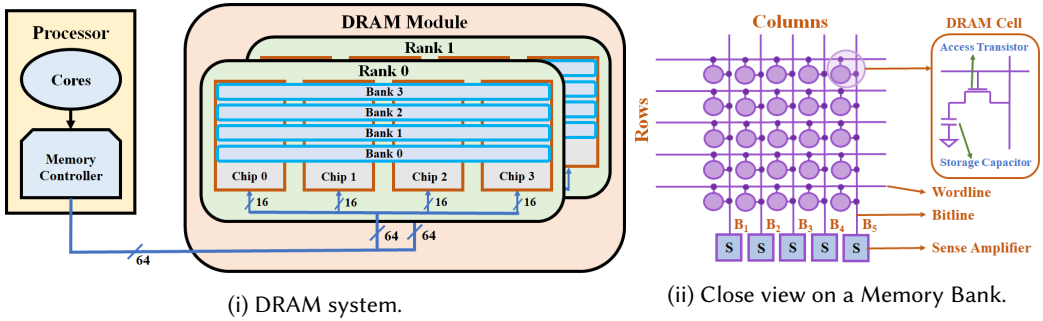 Processor
Cores
Memory
Controller
64
DRAM Module
Rank 1
Rank 0
Bank 3
Bank 2
Bank 1
Bank 0
Chip 0
Chip 1
Chip 2
Chip 3
16
16
16
16
64
64
(i) DRAM system.
Columns
Rows
DRAM Cell
Access Transistor
Storage Capacitor
Wordline
Bitline
Sense Amplifier
B1
B2
B3
B4
B5
S
S
S
S
S
(ii) Close view on a Memory Bank.